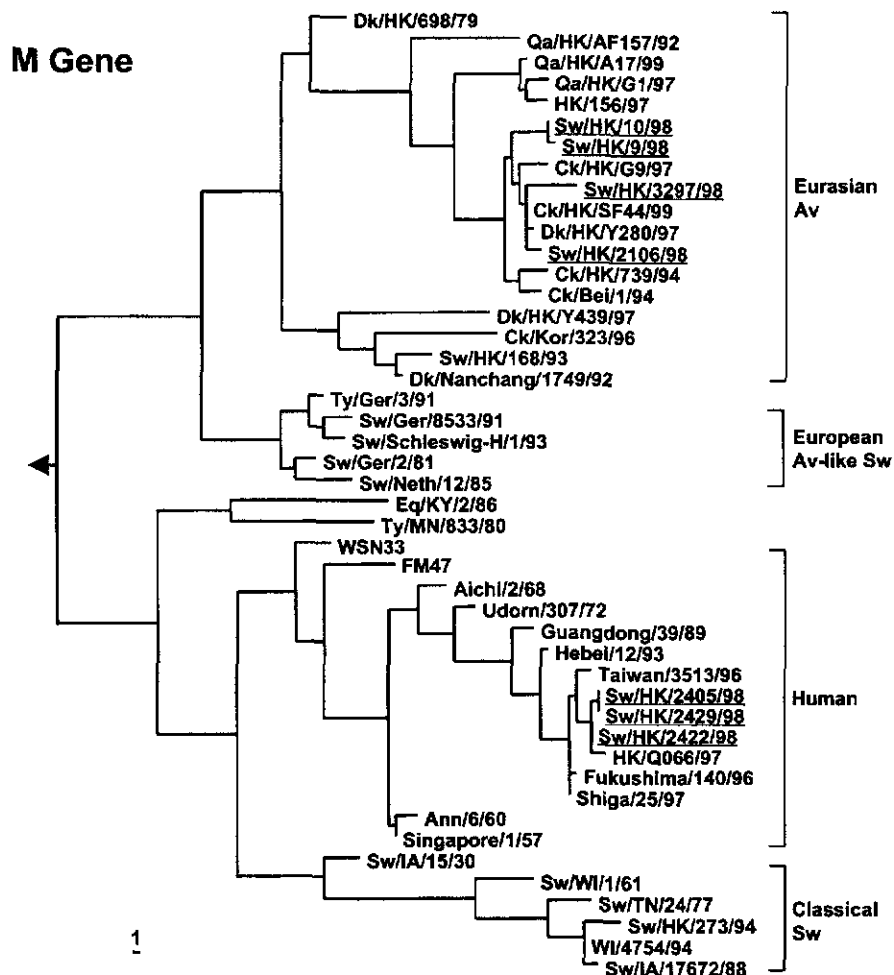 M Gene
Dk/HK/698/79
Qa/HK/AF157/92
Qa/HK/A17/99
Qa/HK/G1/97
HK/156/97
Sw/HK/10/98
Sw/HK/9/98
Ck/HK/G9/97
Sw/HK/3297/98
Ck/HK/SF44/99
Dk/HK/Y280/97
Sw/HK/2106/98
Ck/HK/739/94
Ck/Bei/1/94
Dk/HK/Y439/97
Ck/Kor/323/96
Sw/HK/168/93
Dk/Nanchang/1749/92
Eurasian
Av
Ty/Ger/3/91
Sw/Ger/8533/91
Sw/Schleswig-H/1/93
Sw/Ger/2/81
Sw/Neth/12/85
European
Av-like Sw
Eq/KY/2/86
Ty/MN/833/80
WSN33
FM47
Aichi/2/68
Udorn/307/72
Guangdong/39/89
Hebei/12/93
Taiwan/3513/96
Sw/HK/2405/98
Sw/HK/2429/98
Sw/HK/2422/98
HK/Q066/97
Fukushima/140/96
Shiga/25/97
Ann/6/60
Singapore/1/57
Human
Sw/IA/15/30
Sw/WI/1/61
Sw/TN/24/77
Sw/HK/273/94
WI/4754/94
Sw/IA/17672/88
Classical
Sw
1